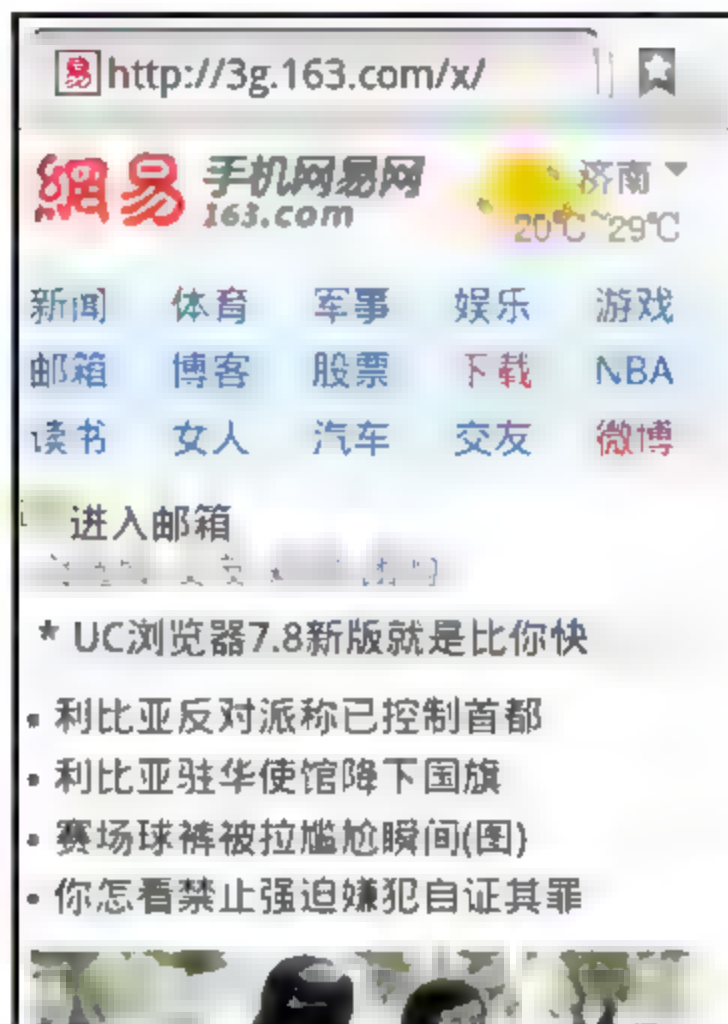 http://3g.163.com/x/
網易 手机网易网 济南
163.com 20℃~29℃
新闻 体育 军事 娱乐 游戏
邮箱 博客 股票 下载 NBA
读书 女人 汽车 交友 微博
进入邮箱
* UC浏览器7.8新版就是比你快
• 利比亚反对派称已控制首都
• 利比亚驻华使馆降下国旗
• 赛场球裤被拉尴尬瞬间(图)
• 你怎看禁止强迫嫌犯自证其罪